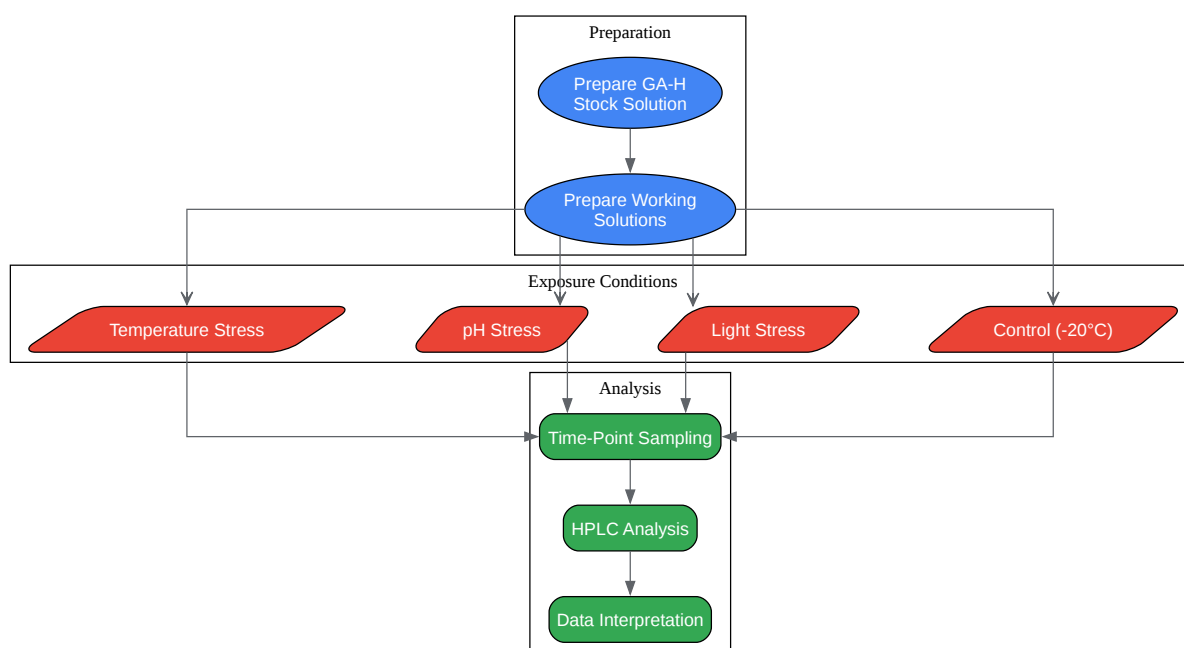 Preparation
Prepare GA-H
Stock Solution
Prepare Working
Solutions
Exposure Conditions
Temperature Stress
pH Stress
Light Stress
Control (-20°C)
Analysis
Time-Point Sampling
HPLC Analysis
Data Interpretation